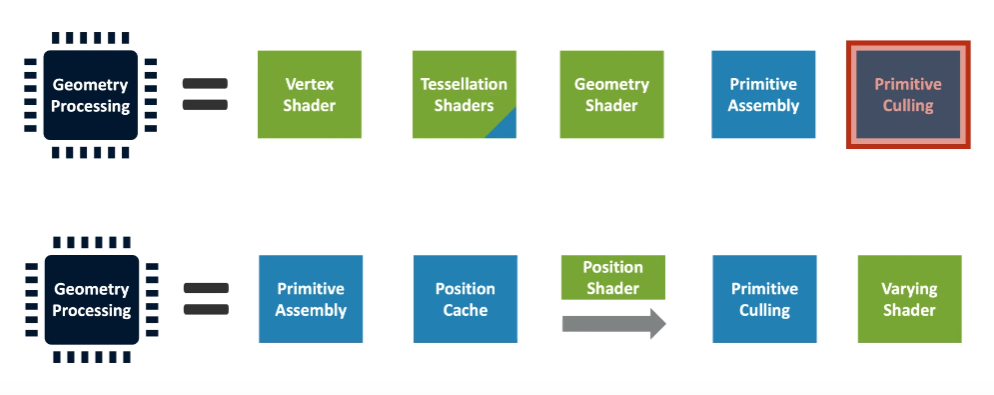 Geometry
Processing
Vertex
Shader
Tessellation
Shaders
Geometry
Shader
Primitive
Assembly
Primitive
Culling
Geometry
Processing
Primitive
Assembly
Position
Cache
Position
Shader
Primitive
Culling
Varying
Shader